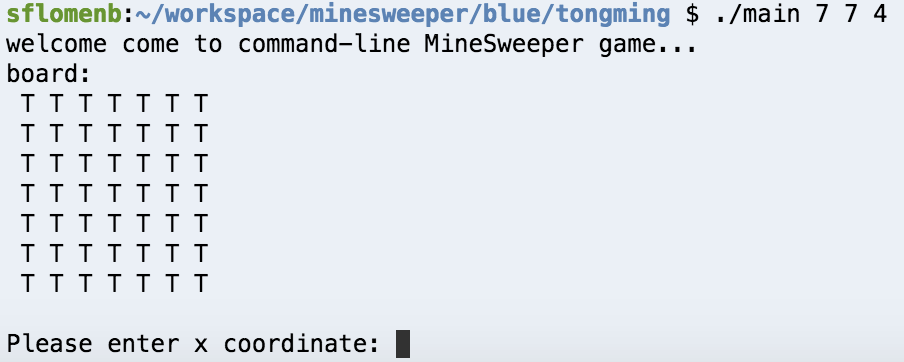 sflomenb:~/workspace/minesweeper/blue/tongming $ ./main 7 7 4
welcome come to command-line MineSweeper game...
board:
T T T T T T T
T T T T T T T
T T T T T T T
T T T T T T T
T T T T T T T
T T T T T T T
T T T T T T T
Please enter x coordinate: